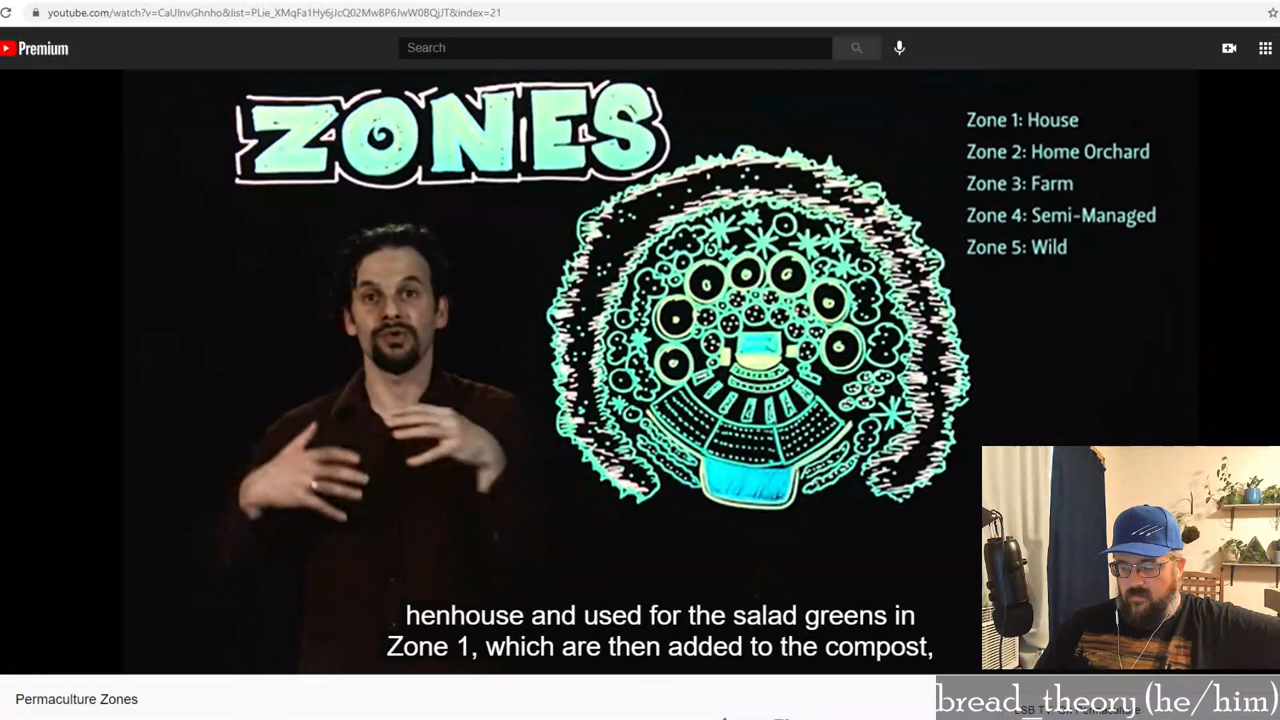 youtube.com/watch?v=CaUlnvGhnho&list=PLie_XMqFa1Hy6jJcQ02MwBP6JwW0BQjJT&index=21
Premium
Search
ZONES
Zone 1: House
Zone 2: Home Orchard
Zone 3: Farm
Zone 4: Semi-Managed
Zone 5: Wild
henhouse and used for the salad greens in
Zone 1, which are then added to the compost,
Permaculture Zones
bread_theory (he/him)